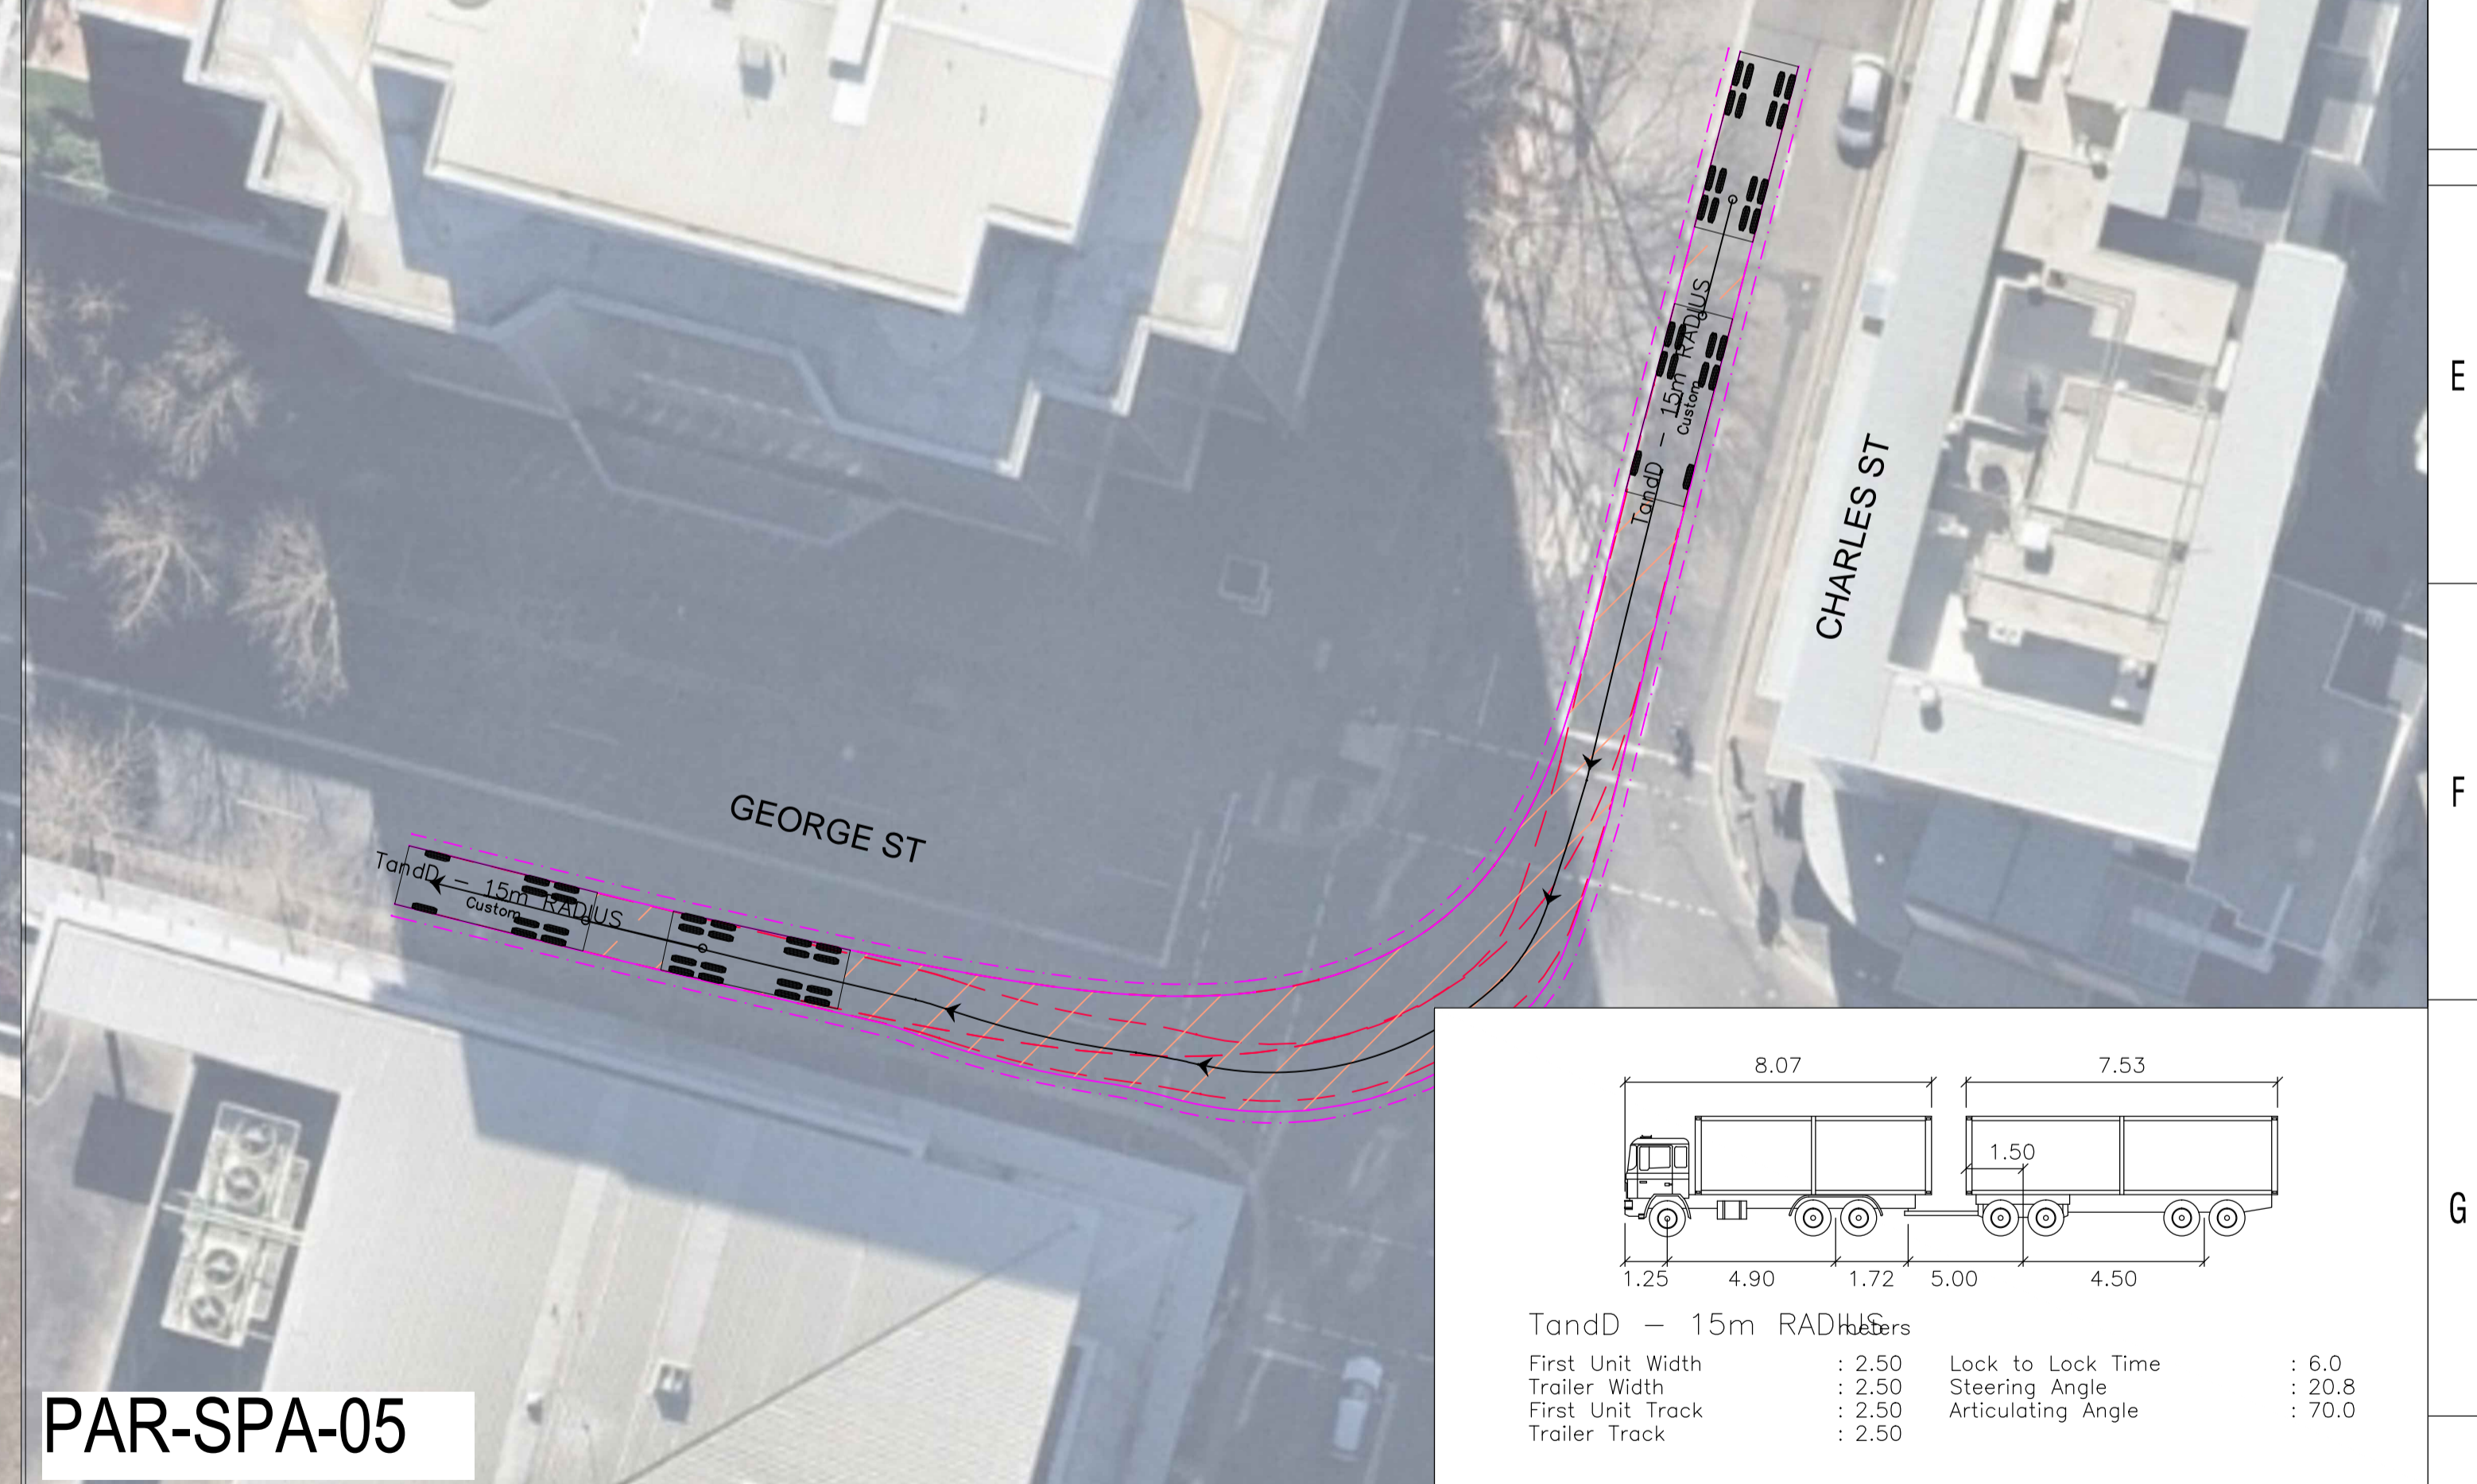 TandD - 15m RADIUS
Custom
E
CHARLES ST
F
GEORGE ST
TandD - 15m RADIUS
Custom
8.07
7.53
1.50
G
1.25
4.90
1.72
5.00
4.50
TandD - 15m RADIUS
meters
First Unit Width : 2.50 Lock to Lock Time : 6.0
Trailer Width : 2.50 Steering Angle : 20.8
First Unit Track : 2.50 Articulating Angle : 70.0
Trailer Track : 2.50
PAR-SPA-05